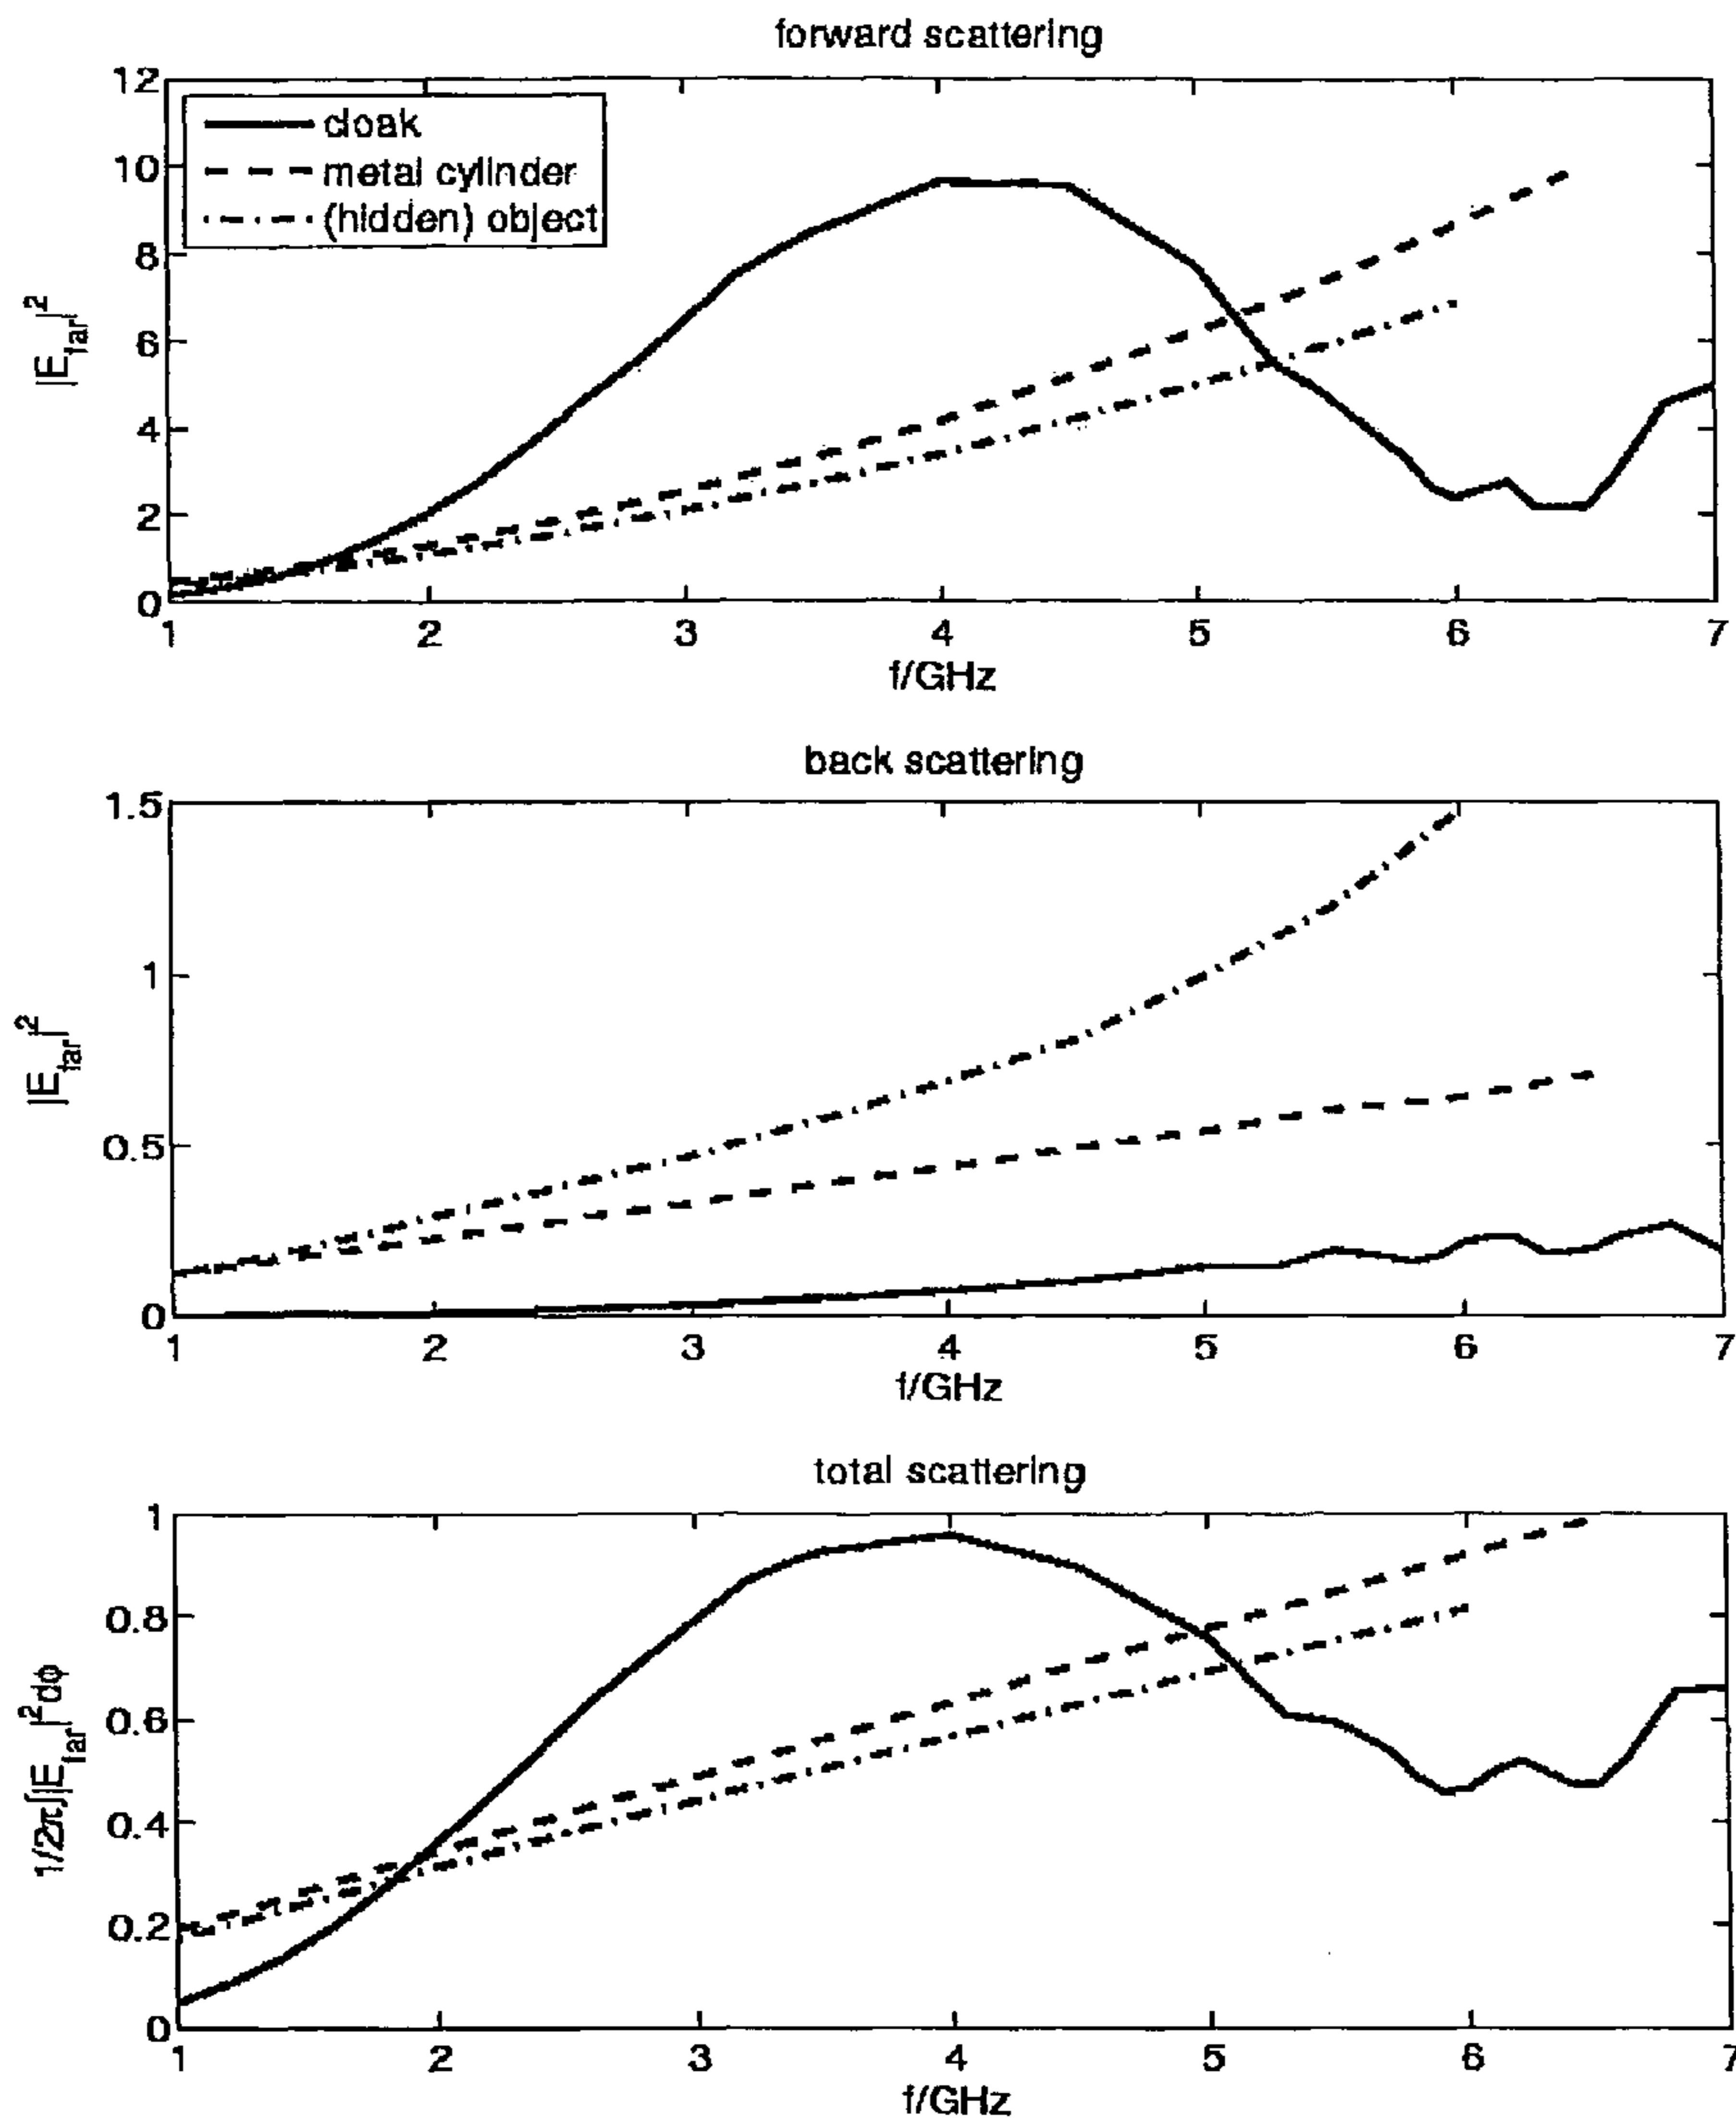 forward scattering
12
10
8
6
4
2
0
cloak
metal cylinder
(hidden) object
|E_far|²
1 2 3 4 5 6 7
f/GHz
back scattering
1.5
1
0.5
0
|E_far|²
1 2 3 4 5 6 7
f/GHz
total scattering
1
0.8
0.6
0.4
0.2
0
1/2π∫|E_far|²dϕ
1 2 3 4 5 6 7
f/GHz